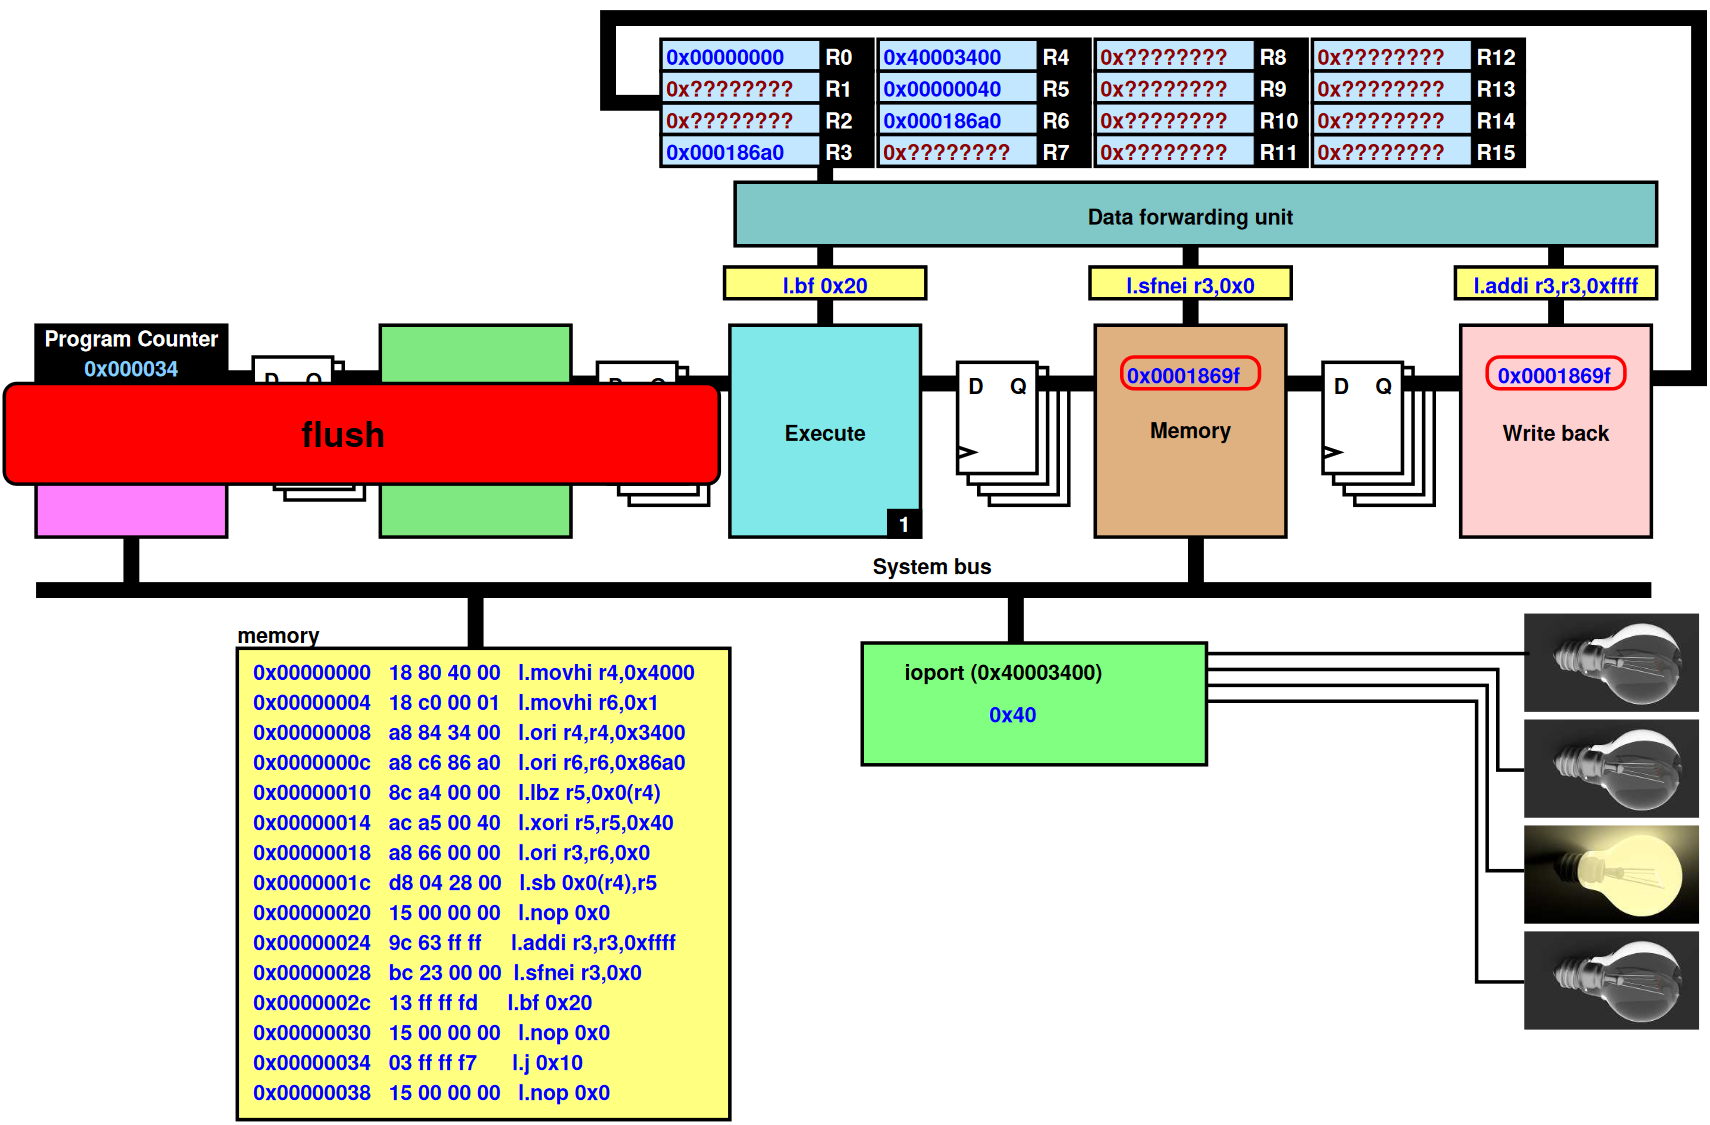 0x00000000 R0 0x40003400 R4 0x???????? R8 0x???????? R12
0x???????? R1 0x00000040 R5 0x???????? R9 0x???????? R13
0x???????? R2 0x000186a0 R6 0x???????? R10 0x???????? R14
0x000186a0 R3 0x???????? R7 0x???????? R11 0x???????? R15
Data forwarding unit
l.bf 0x20 l.sfnei r3,0x0 l.addi r3,r3,0xffff
Program Counter
0x000034
D Q
D Q
D Q
D Q
0x0001869f
0x0001869f
flush
Execute
Memory
Write back
1
System bus
memory
0x00000000 18 80 40 00 l.movhi r4,0x4000
0x00000004 18 c0 00 01 l.movhi r6,0x1
0x00000008 a8 84 34 00 l.ori r4,r4,0x3400
0x0000000c a8 c6 86 a0 l.ori r6,r6,0x86a0
0x00000010 8c a4 00 00 l.lbz r5,0x0(r4)
0x00000014 ac a5 00 40 l.xori r5,r5,0x40
0x00000018 a8 66 00 00 l.ori r3,r6,0x0
0x0000001c d8 04 28 00 l.sb 0x0(r4),r5
0x00000020 15 00 00 00 l.nop 0x0
0x00000024 9c 63 ff ff l.addi r3,r3,0xffff
0x00000028 bc 23 00 00 l.sfnei r3,0x0
0x0000002c 13 ff ff fd l.bf 0x20
0x00000030 15 00 00 00 l.nop 0x0
0x00000034 03 ff ff f7 l.j 0x10
0x00000038 15 00 00 00 l.nop 0x0
ioport (0x40003400)
0x40